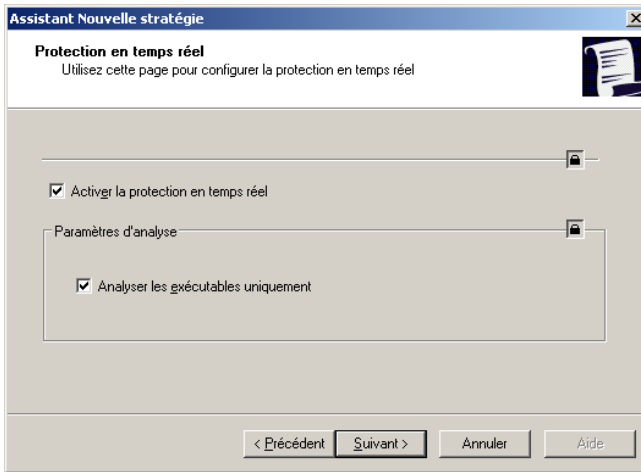 Assistant Nouvelle stratégie
Protection en temps réel
Utilisez cette page pour configurer la protection en temps réel
Activer la protection en temps réel
Paramètres d'analyse
Analyser les exécutables uniquement
< Précédent
Suivant >
Annuler
Aide